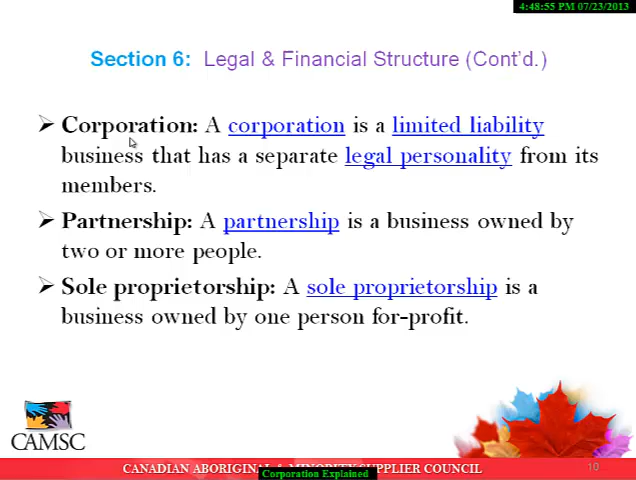 4:48:55 PM 07/23/2013
Section 6: Legal & Financial Structure (Cont'd.)
➢ Corporation: A corporation is a limited liability
business that has a separate legal personality from its
members.
➢ Partnership: A partnership is a business owned by
two or more people.
➢ Sole proprietorship: A sole proprietorship is a
business owned by one person for-profit.
CAMSC
10
CANADIAN ABORIGINAL & MINORITY SUPPLIER COUNCIL
Corporation Explained